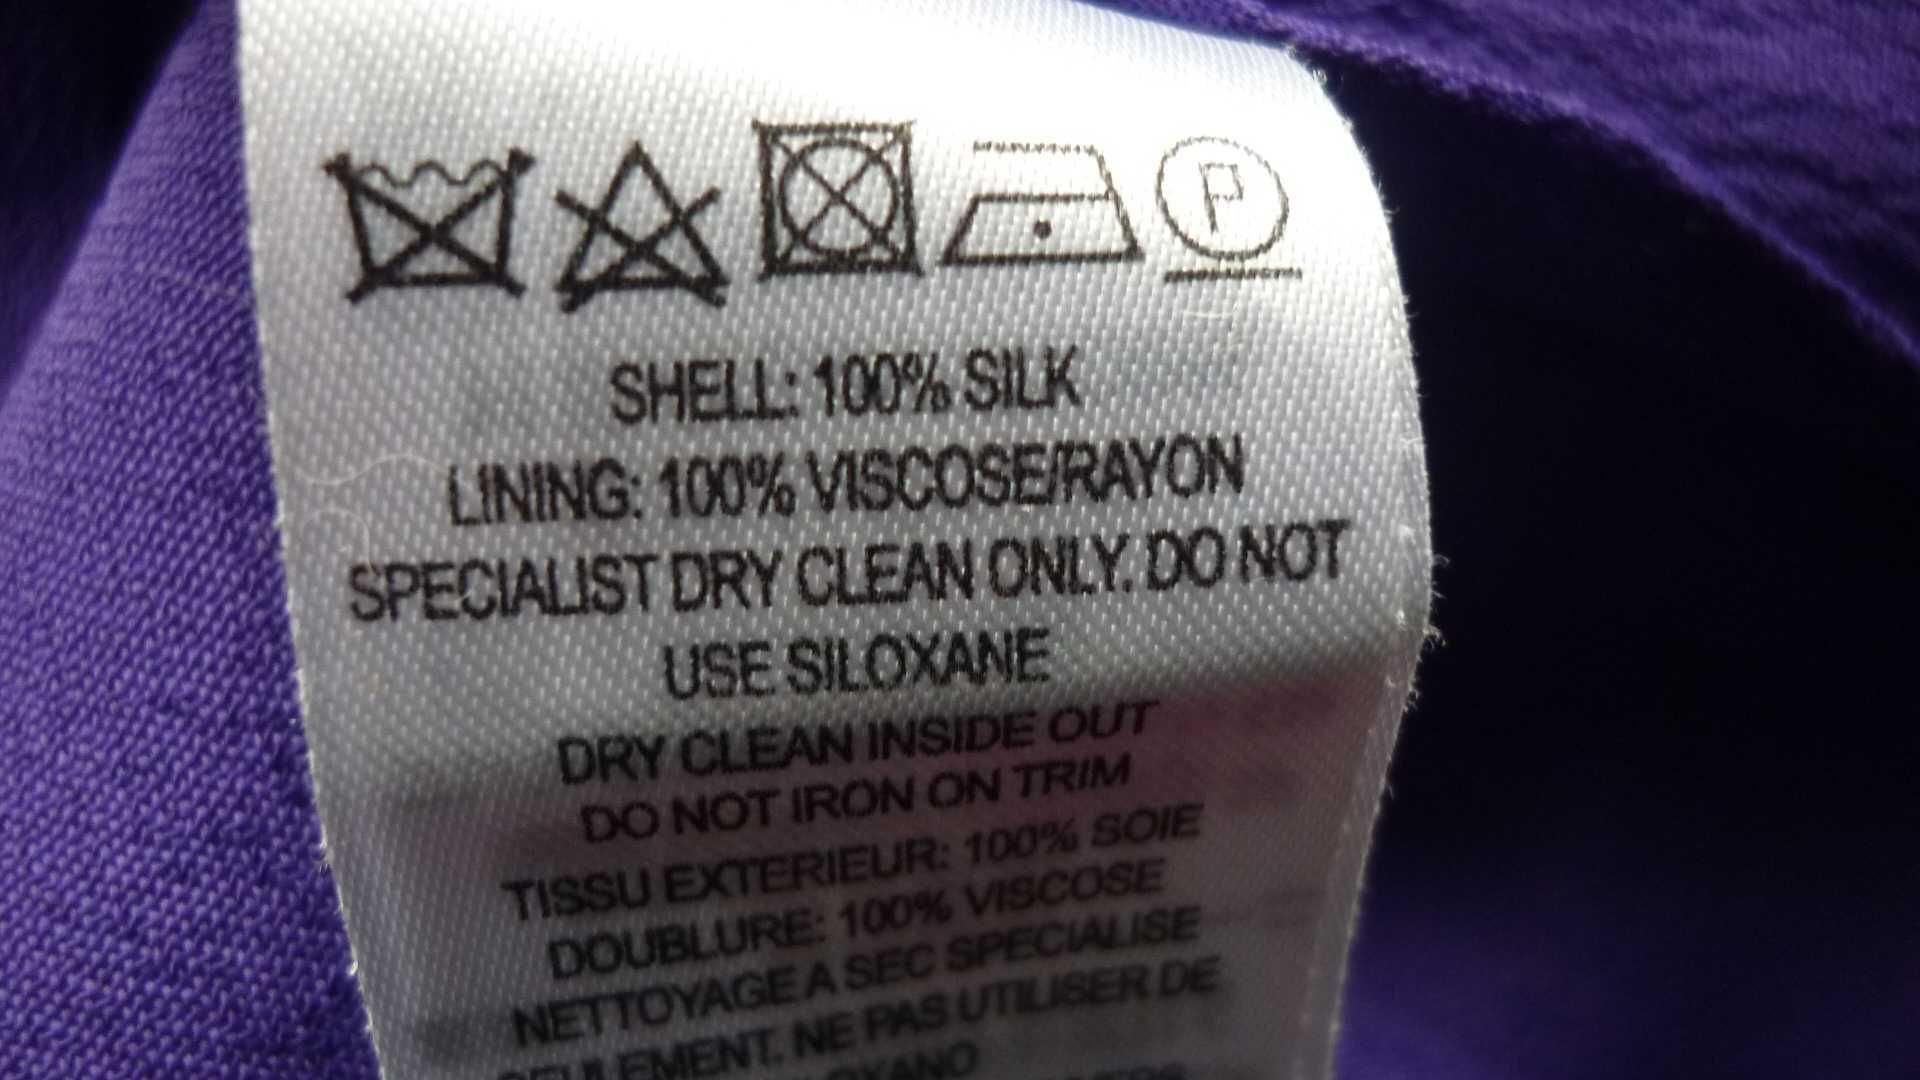 P
SHELL: 100% SILK
LINING: 100% VISCOSE/RAYON
SPECIALIST DRY CLEAN ONLY. DO NOT
USE SILOXANE
DRY CLEAN INSIDE OUT
DO NOT IRON ON TRIM
TISSU EXTERIEUR: 100% SOIE
DOUBLURE: 100% VISCOSE
NETTOYAGE A SEC SPECIALISE
SEULEMENT. NE PAS UTILISER DE